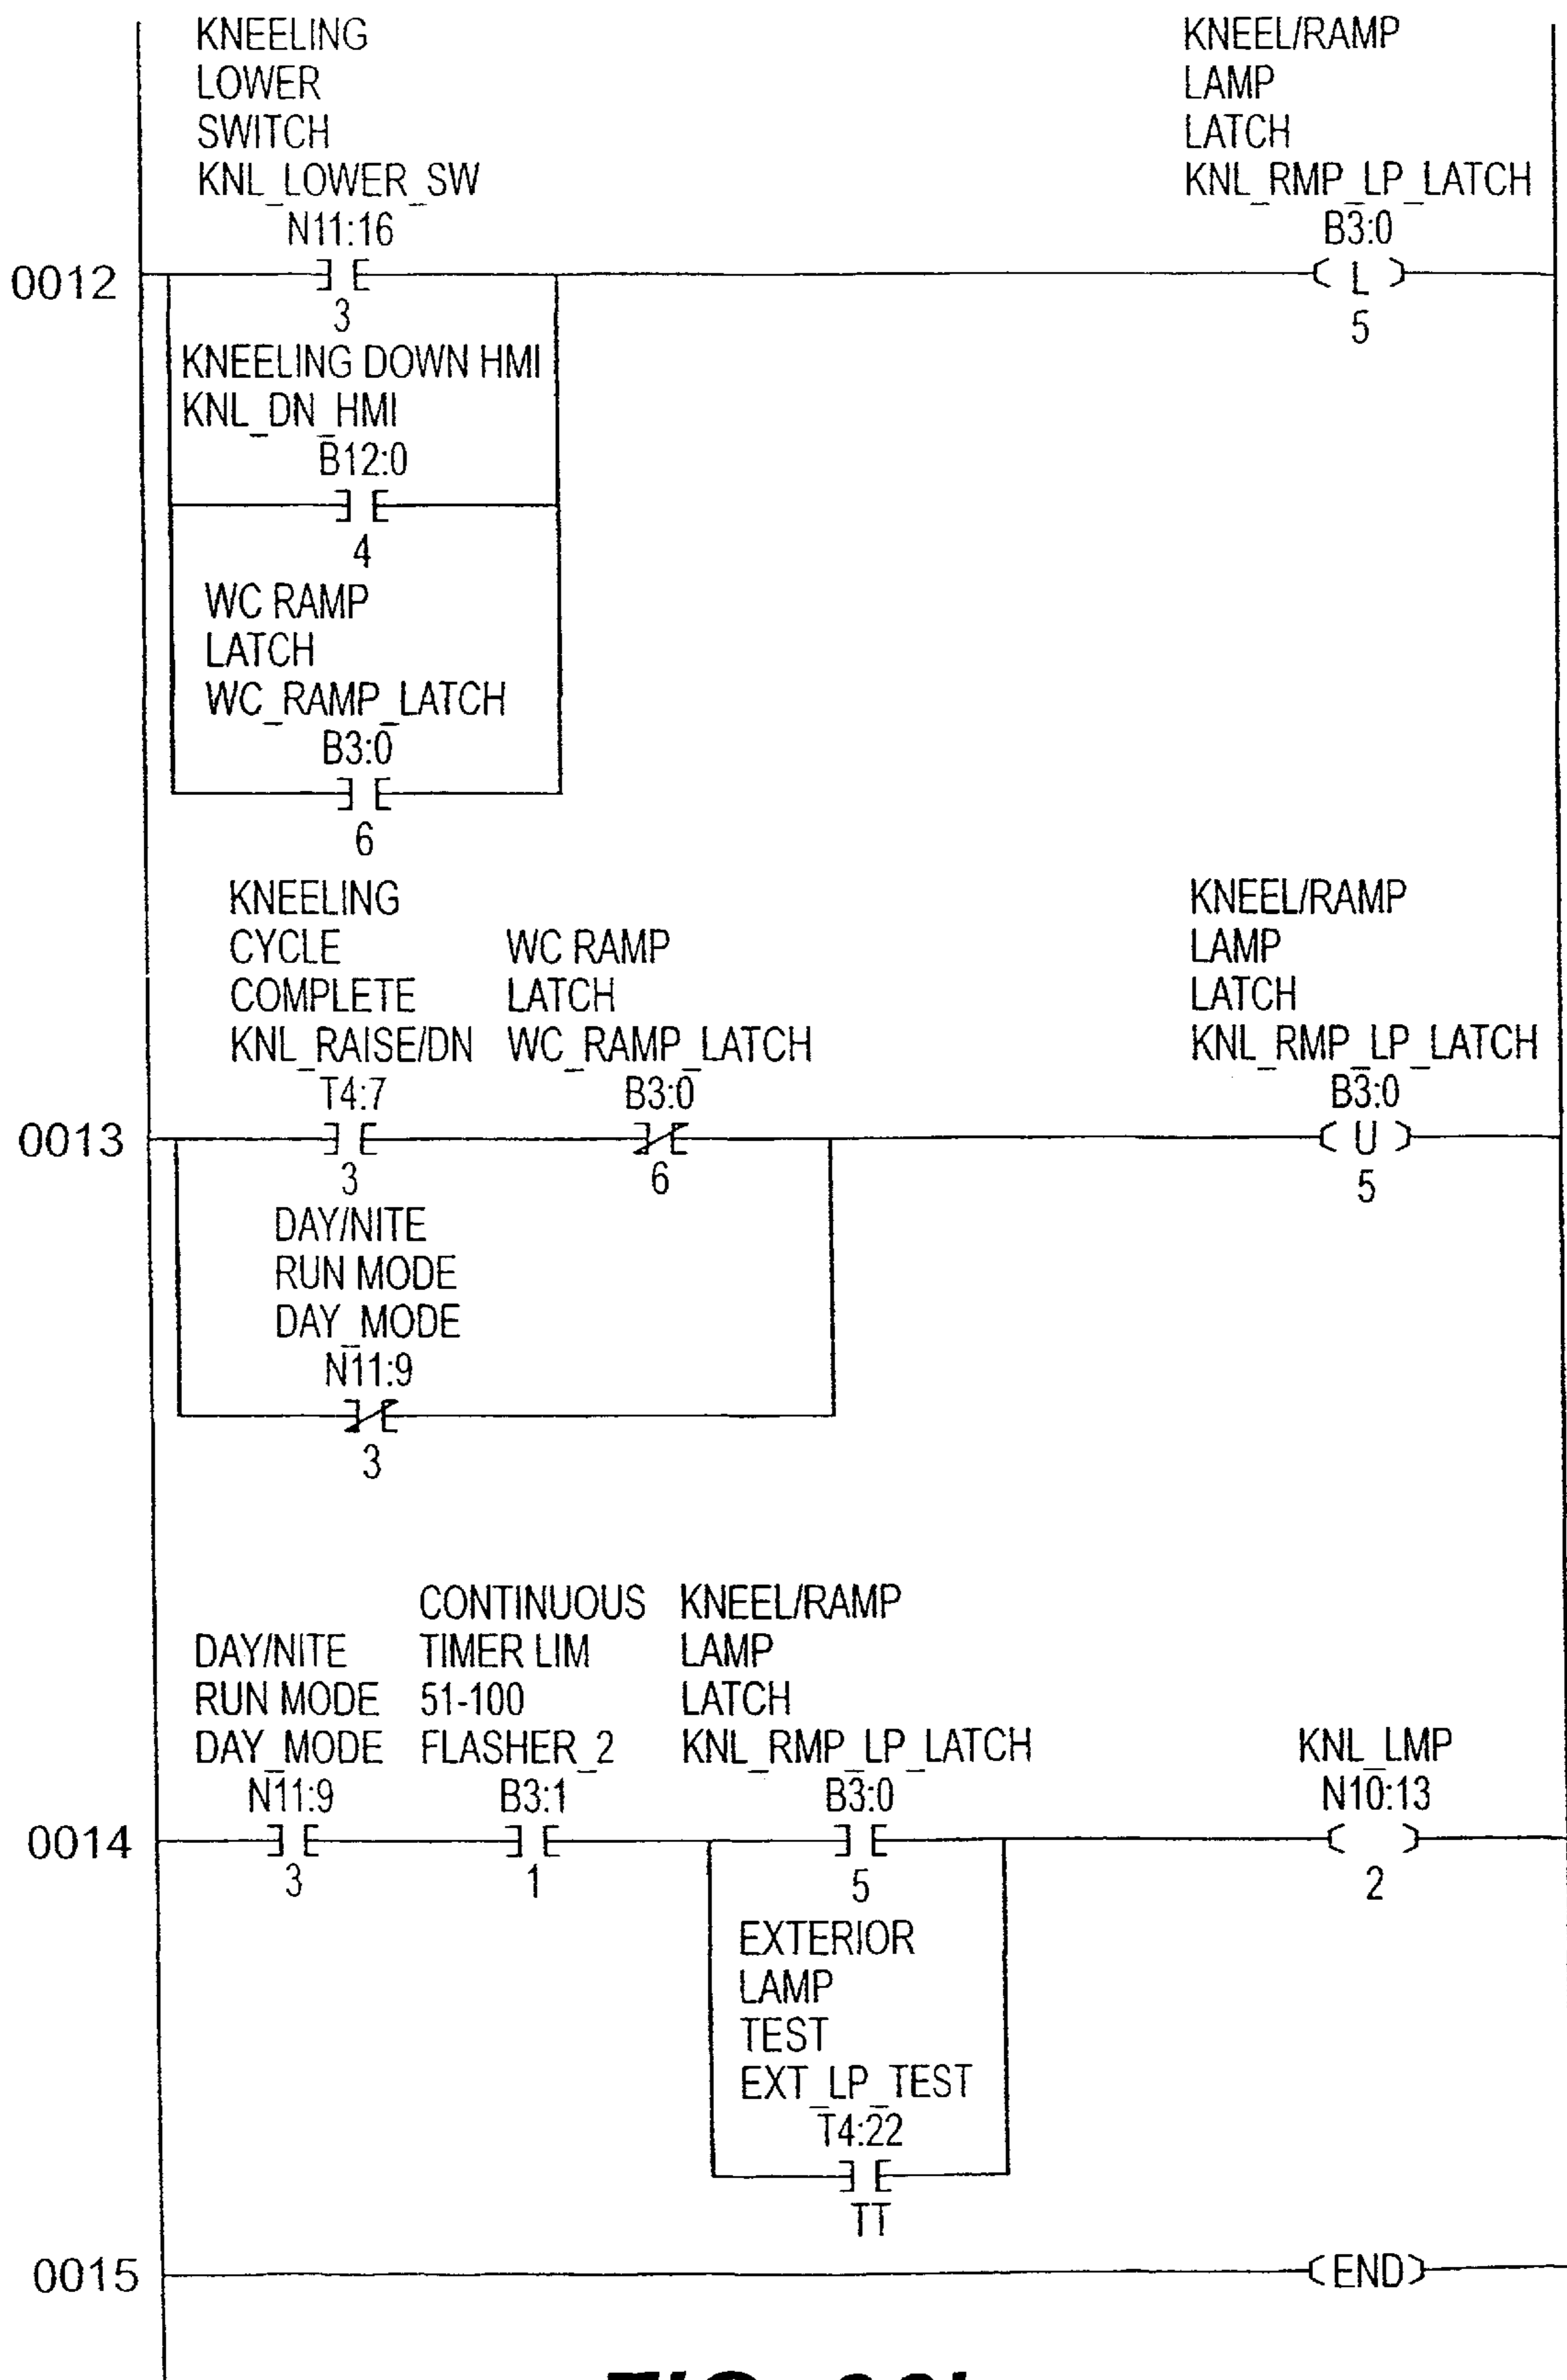 KNEELING
LOWER
SWITCH
KNL_LOWER_SW
N11:16
KNEEL/RAMP
LAMP
LATCH
KNL_RMP_LP_LATCH
B3:0
0012
] [
( L )
3
5
KNEELING DOWN HMI
KNL_DN_HMI
B12:0
] [
4
WC RAMP
LATCH
WC_RAMP_LATCH
B3:0
] [
6
KNEELING
CYCLE
COMPLETE
KNL_RAISE/DN
T4:7
WC RAMP
LATCH
WC_RAMP_LATCH
B3:0
KNEEL/RAMP
LAMP
LATCH
KNL_RMP_LP_LATCH
B3:0
0013
] [
]/[
( U )
3
6
5
DAY/NITE
RUN MODE
DAY_MODE
N11:9
]/[
3
DAY/NITE
RUN MODE
DAY_MODE
N11:9
CONTINUOUS
TIMER LIM
51-100
FLASHER_2
B3:1
KNEEL/RAMP
LAMP
LATCH
KNL_RMP_LP_LATCH
B3:0
KNL_LMP
N10:13
0014
] [
] [
] [
( )
3
1
5
2
EXTERIOR
LAMP
TEST
EXT_LP_TEST
T4:22
] [
TT
0015
(END)